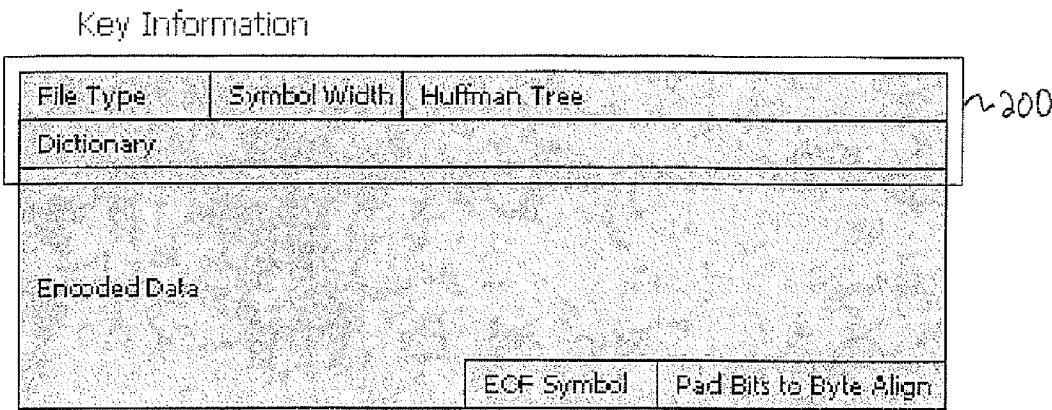 Key Information
File Type Symbol Width Huffman Tree
200
Dictionary
Encoded Data
EOF Symbol Pad Bits to Byte Align